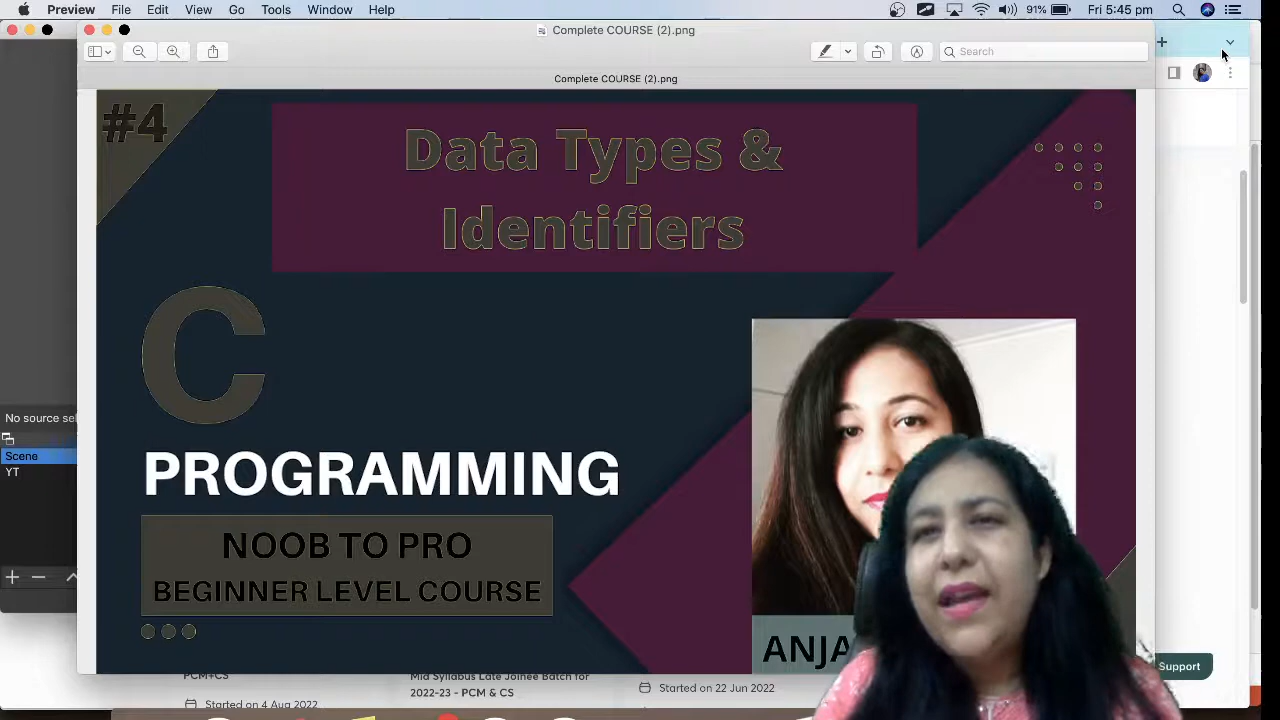 Preview File Edit View Go Tools Window Help 91% Fri 5:45 pm
Complete COURSE (2).png
Search
Complete COURSE (2).png
#4
Data Types &
Identifiers
C
PROGRAMMING
NOOB TO PRO
BEGINNER LEVEL COURSE
ANJA
No source sel
Scene
YT
Support
PCM+CS
Mid Syllabus Late Joinee Batch for
2022-23 - PCM & CS
Started on 22 Jun 2022
Started on 4 Aug 2022